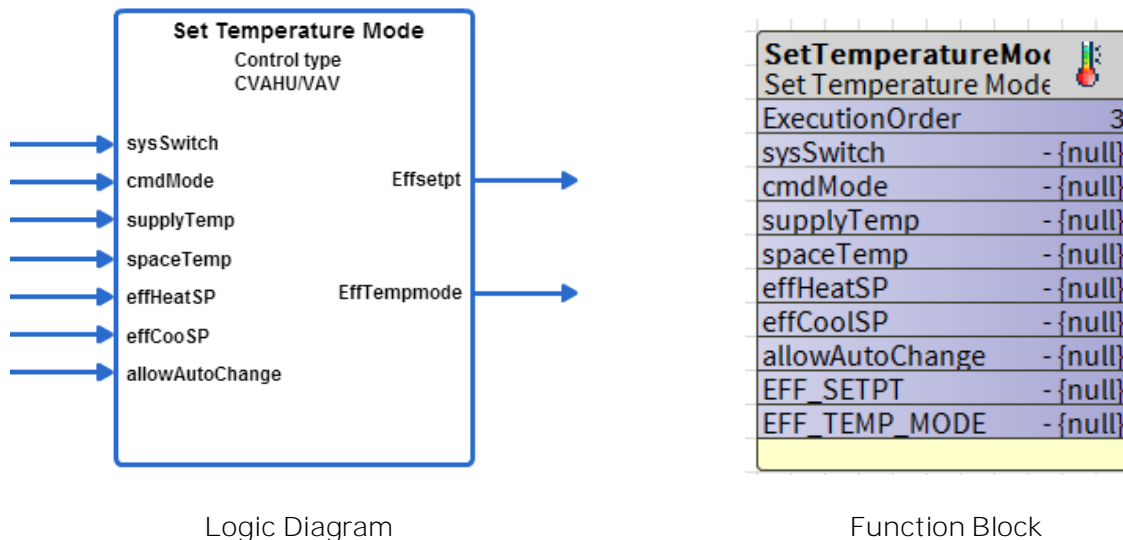 Set Temperature Mode
Control type
CVAHU/VAV
sysSwitch
cmdMode
supplyTemp
spaceTemp
effHeatSP
effCooSP
allowAutoChange
Effsetpt
EffTempmode
Logic Diagram
SetTemperatureMo
Set Temperature Mode
ExecutionOrder 3
sysSwitch - {null}
cmdMode - {null}
supplyTemp - {null}
spaceTemp - {null}
effHeatSP - {null}
effCoolSP - {null}
allowAutoChange - {null}
EFF_SETPT - {null}
EFF_TEMP_MODE - {null}
Function Block